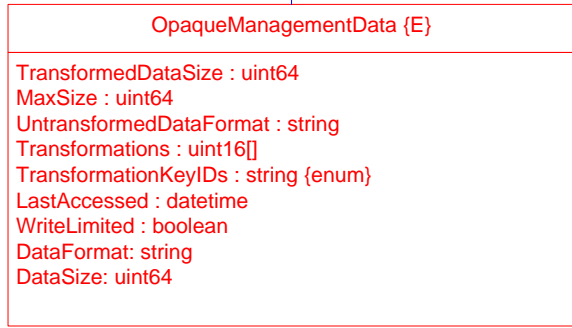 OpaqueManagementData {E}
TransformedDataSize : uint64
MaxSize : uint64
UntransformedDataFormat : string
Transformations : uint16[]
TransformationKeyIDs : string {enum}
LastAccessed : datetime
WriteLimited : boolean
DataFormat: string
DataSize: uint64